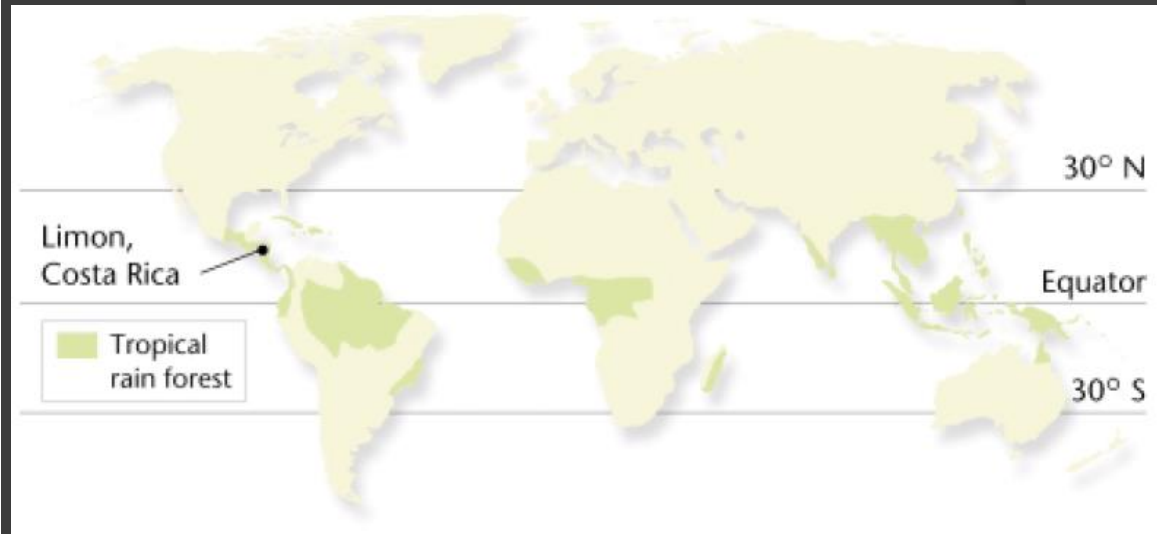 30° N
Limon,
Costa Rica
Equator
Tropical
rain forest
30° S